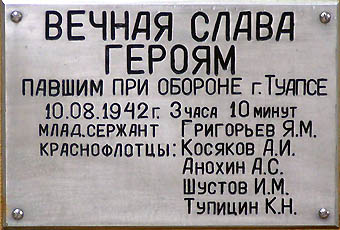 ВЕЧНАЯ СЛАВА
ГЕРОЯМ
ПАВШИМ ПРИ ОБОРОНЕ г. ТУАПСЕ
10.08.1942 г. 3 ЧАСА 10 МИНУТ
МЛАД.СЕРЖАНТ ГРИГОРЬЕВ Я.М.
КРАСНОФЛОТЦЫ: КОСЯКОВ А.И.
АНОХИН А.С.
ШУСТОВ И.М.
ТУПИЦИН К.Н.